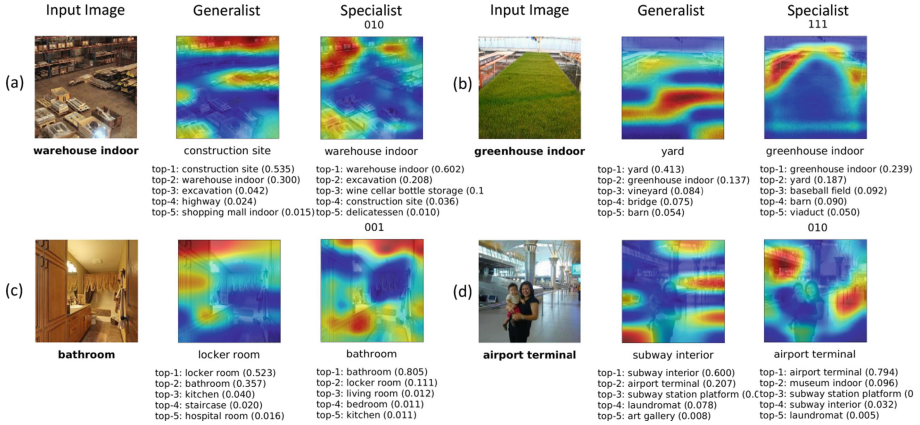 Input Image Generalist Specialist Input Image Generalist Specialist
010 111
(a) (b)
warehouse indoor construction site warehouse indoor greenhouse indoor yard greenhouse indoor
top-1: construction site (0.535) top-1: warehouse indoor (0.602) top-1: yard (0.413) top-1: greenhouse indoor (0.239)
top-2: warehouse indoor (0.300) top-2: excavation (0.208) top-2: greenhouse indoor (0.137) top-2: yard (0.187)
top-3: excavation (0.042) top-3: wine cellar bottle storage (0.1 top-3: vineyard (0.084) top-3: baseball field (0.092)
top-4: highway (0.024) top-4: construction site (0.036) top-4: bridge (0.075) top-4: barn (0.090)
top-5: shopping mall indoor (0.015) top-5: delicatessen (0.010) top-5: barn (0.054) top-5: viaduct (0.050)
001 010
(c) (d)
bathroom locker room bathroom airport terminal subway interior airport terminal
top-1: locker room (0.523) top-1: bathroom (0.805) top-1: subway interior (0.600) top-1: airport terminal (0.794)
top-2: bathroom (0.357) top-2: locker room (0.111) top-2: airport terminal (0.207) top-2: museum indoor (0.096)
top-3: kitchen (0.040) top-3: living room (0.012) top-3: subway station platform (0. top-3: subway station platform (0
top-4: staircase (0.020) top-4: bedroom (0.011) top-4: laundromat (0.078) top-4: subway interior (0.032)
top-5: hospital room (0.016) top-5: kitchen (0.011) top-5: art gallery (0.008) top-5: laundromat (0.005)